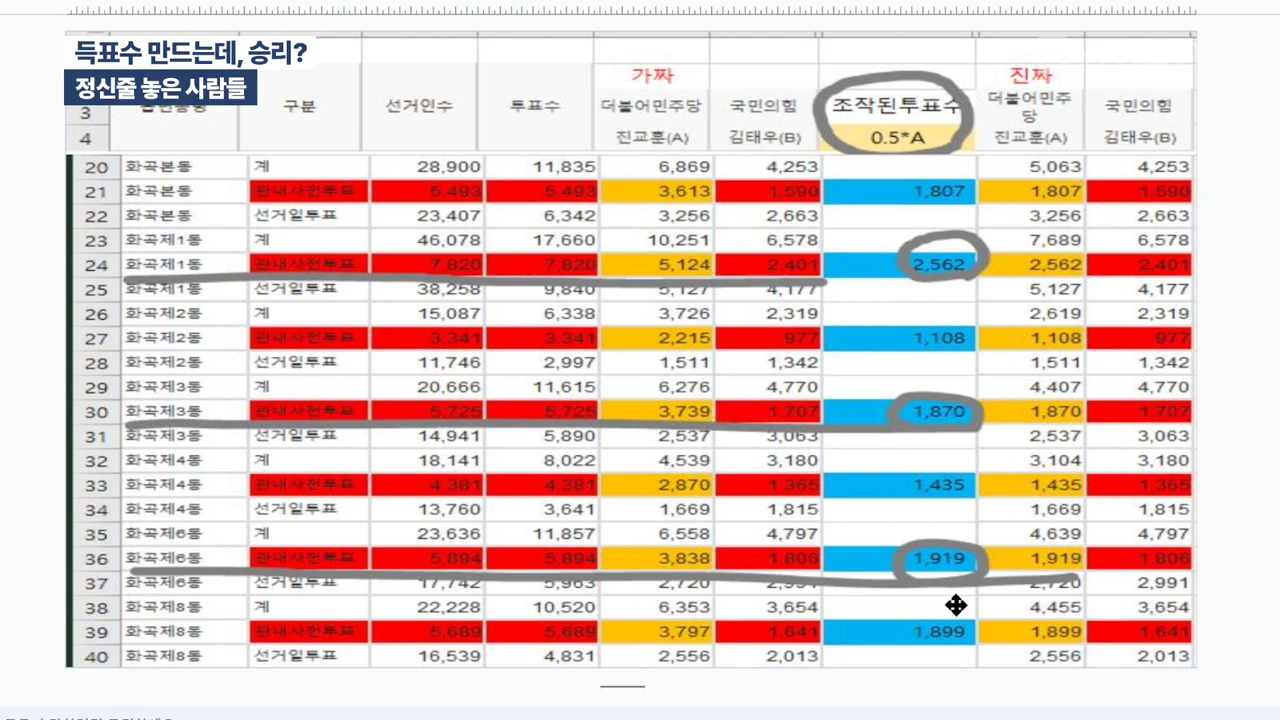 득표수 만드는데, 승리?
정신줄 놓은 사람들
가짜 진짜
3 구분 선거인수 투표수 더불어민주당 국민의힘 조작된투표수 더불어민주당 국민의힘
4 진교훈(A) 김태우(B) 0.5*A 진교훈(A) 김태우(B)
20 화곡본동 계 28,900 11,835 6,869 4,253 5,063 4,253
21 화곡본동 관내사전투표 5,493 5,493 3,613 1,590 1,807 1,807 1,590
22 화곡본동 선거일투표 23,407 6,342 3,256 2,663 3,256 2,663
23 화곡제1동 계 46,078 17,660 10,251 6,578 7,689 6,578
24 화곡제1동 관내사전투표 7,820 7,820 5,124 2,401 2,562 2,562 2,401
25 화곡제1동 선거일투표 38,258 9,840 5,127 4,177 5,127 4,177
26 화곡제2동 계 15,087 6,338 3,726 2,319 2,619 2,319
27 화곡제2동 관내사전투표 3,341 3,341 2,215 977 1,108 1,108 977
28 화곡제2동 선거일투표 11,746 2,997 1,511 1,342 1,511 1,342
29 화곡제3동 계 20,666 11,615 6,276 4,770 4,407 4,770
30 화곡제3동 관내사전투표 5,725 5,725 3,739 1,707 1,870 1,870 1,707
31 화곡제3동 선거일투표 14,941 5,890 2,537 3,063 2,537 3,063
32 화곡제4동 계 18,141 8,022 4,539 3,180 3,104 3,180
33 화곡제4동 관내사전투표 4,381 4,381 2,870 1,365 1,435 1,435 1,365
34 화곡제4동 선거일투표 13,760 3,641 1,669 1,815 1,669 1,815
35 화곡제6동 계 23,636 11,857 6,558 4,797 4,639 4,797
36 화곡제6동 관내사전투표 5,894 5,894 3,838 1,806 1,919 1,919 1,806
37 화곡제6동 선거일투표 17,742 5,963 2,720 2,991 2,720 2,991
38 화곡제8동 계 22,228 10,520 6,353 3,654 4,455 3,654
39 화곡제8동 관내사전투표 5,689 5,689 3,797 1,641 1,899 1,899 1,641
40 화곡제8동 선거일투표 16,539 4,831 2,556 2,013 2,556 2,013